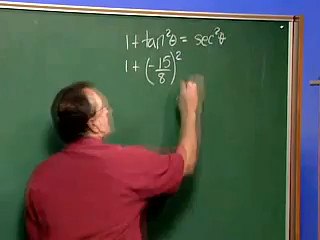 1 + tan²θ = sec²θ
1 + (-15/8)²